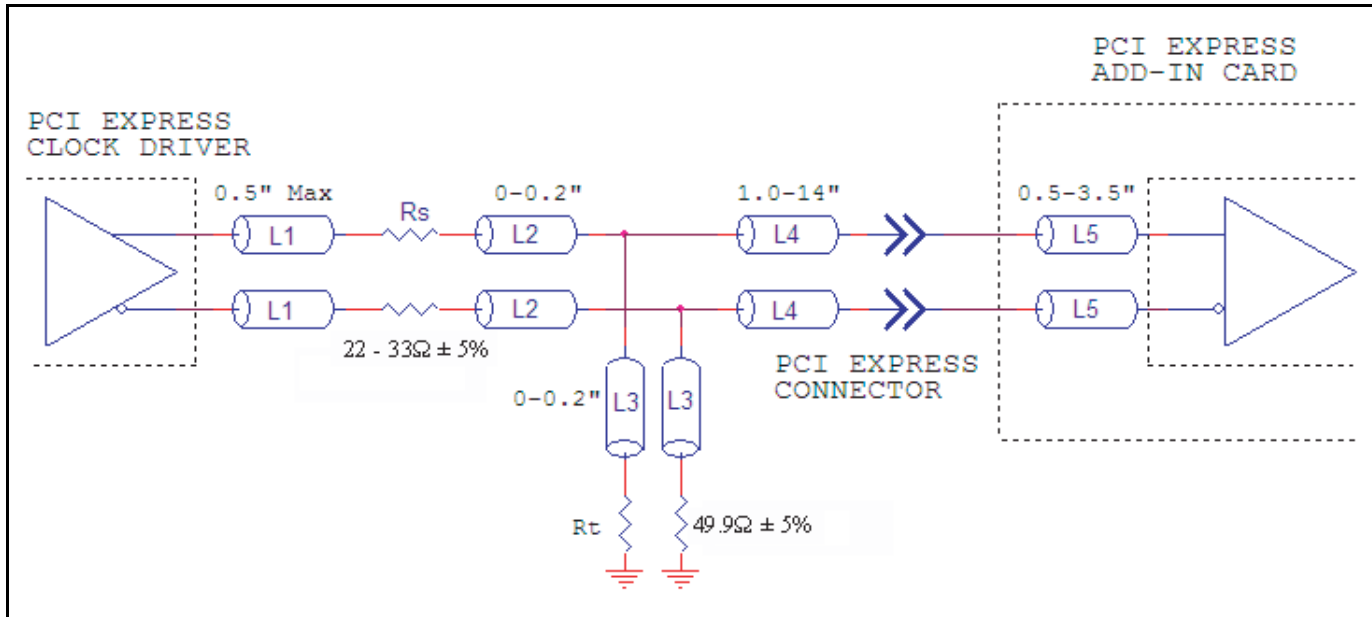 PCI EXPRESS
ADD-IN CARD
PCI EXPRESS
CLOCK DRIVER
0.5" Max
Rs
0-0.2"
1.0-14"
0.5-3.5"
L1
L2
L4
L5
L1
L2
L4
L5
22 - 33Ω ± 5%
PCI EXPRESS
CONNECTOR
0-0.2"
L3
L3
Rt
49.9Ω ± 5%